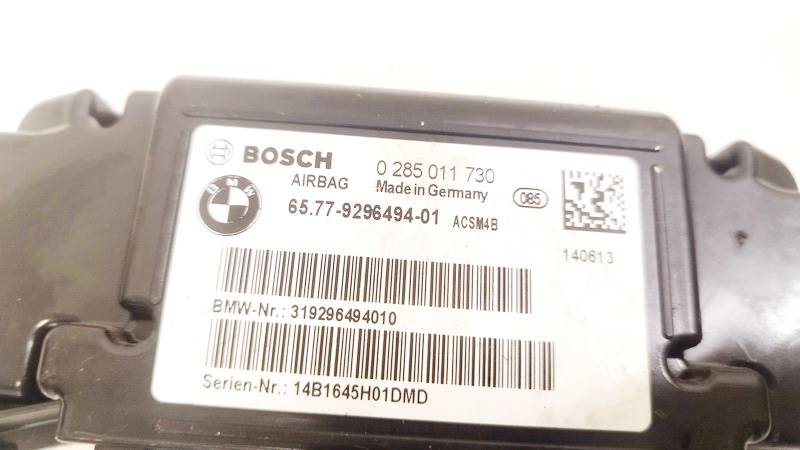 BOSCH 0 285 011 730
AIRBAG Made in Germany
085
BMW
65.77-9296494-01 ACSM4B
140613
BMW-Nr.: 319296494010
Serien-Nr.: 14B1645H01DMD